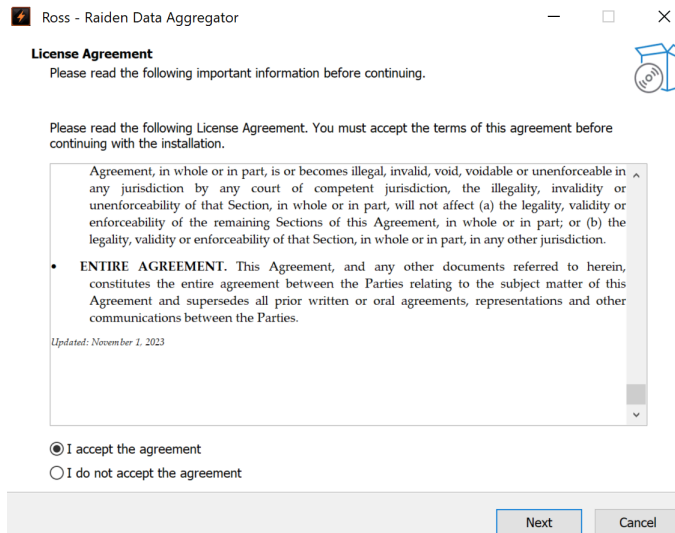 Ross - Raiden Data Aggregator
License Agreement
Please read the following important information before continuing.
Please read the following License Agreement. You must accept the terms of this agreement before
continuing with the installation.
Agreement, in whole or in part, is or becomes illegal, invalid, void, voidable or unenforceable in
any jurisdiction by any court of competent jurisdiction, the illegality, invalidity or
unenforceability of that Section, in whole or in part, will not affect (a) the legality, validity or
enforceability of the remaining Sections of this Agreement, in whole or in part; or (b) the
legality, validity or enforceability of that Section, in whole or in part, in any other jurisdiction.
• ENTIRE AGREEMENT. This Agreement, and any other documents referred to herein,
constitutes the entire agreement between the Parties relating to the subject matter of this
Agreement and supersedes all prior written or oral agreements, representations and other
communications between the Parties.
Updated: November 1, 2023
I accept the agreement
I do not accept the agreement
Next
Cancel